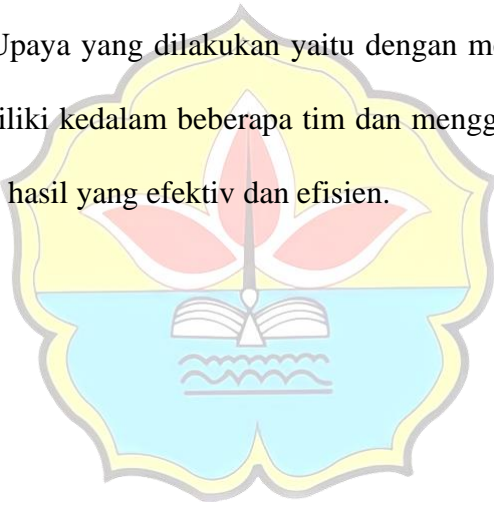 Upaya yang dilakukan yaitu dengan me
iliki kedalam beberapa tim dan mengg
hasil yang efektiv dan efisien.